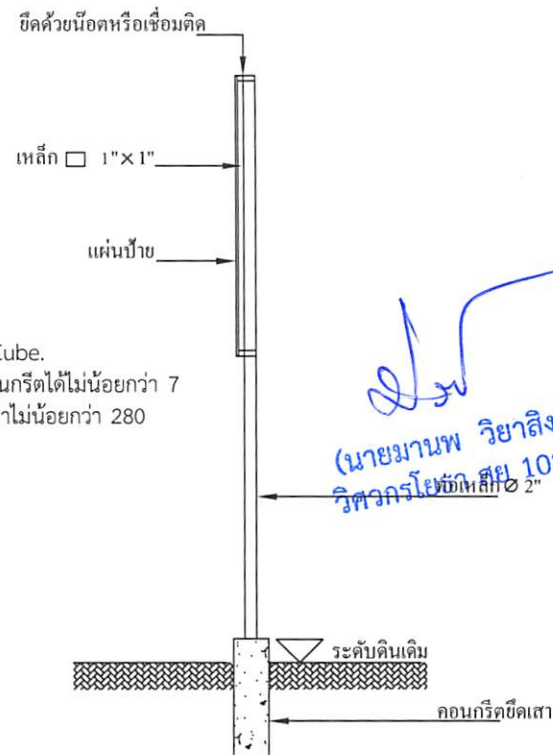 ยึดด้วยน๊อตหรือเชื่อมติด
เหล็ก □ 1"×1"
แผ่นป้าย
Cube.
นกรีตได้ไม่น้อยกว่า 7
าไม่น้อยกว่า 280
(นายมานพ วิยาสิง
วิศวกรโยธา สย 10
ท่อเหล็ก Ø 2"
ระดับดินเดิม
คอนกรีตยึดเสา